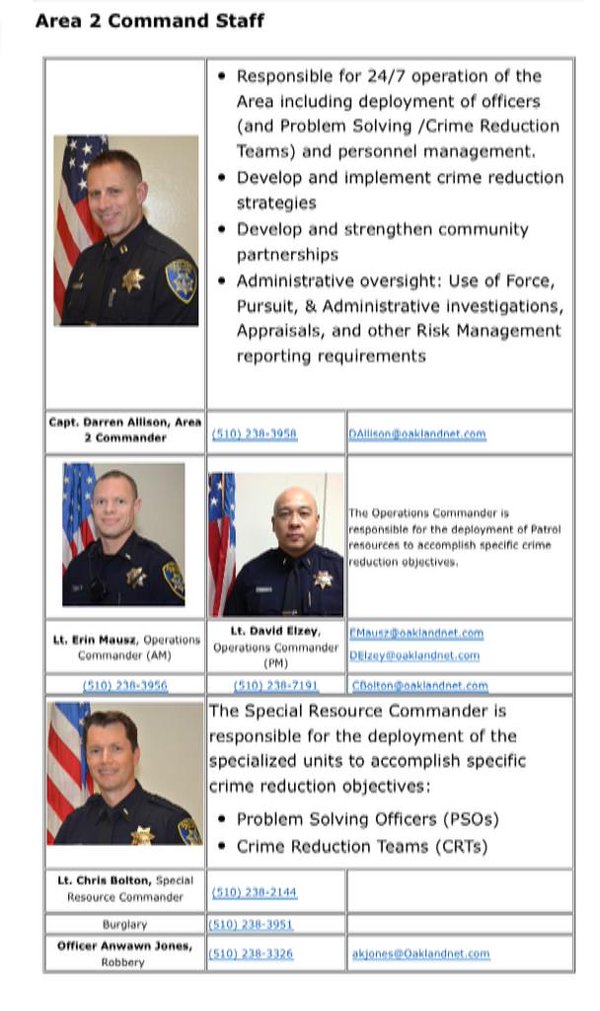 Area 2 Command Staff
• Responsible for 24/7 operation of the
Area including deployment of officers
(and Problem Solving /Crime Reduction
Teams) and personnel management.
• Develop and implement crime reduction
strategies
• Develop and strengthen community
partnerships
• Administrative oversight: Use of Force,
Pursuit, & Administrative investigations,
Appraisals, and other Risk Management
reporting requirements
Capt. Darren Allison, Area
2 Commander
(510) 238-3958
DAllison@oaklandnet.com
The Operations Commander is
responsible for the deployment of Patrol
resources to accomplish specific crime
reduction objectives.
Lt. Erin Mausz, Operations
Commander (AM)
Lt. David Elzey,
Operations Commander
(PM)
EMausz@oaklandnet.com
DElzey@oaklandnet.com
(510) 238-3956
(510) 238-7191
CBolton@oaklandnet.com
The Special Resource Commander is
responsible for the deployment of the
specialized units to accomplish specific
crime reduction objectives:
• Problem Solving Officers (PSOs)
• Crime Reduction Teams (CRTs)
Lt. Chris Bolton, Special
Resource Commander
(510) 238-2144
Burglary
(510) 238-3951
Officer Anwawn Jones,
Robbery
(510) 238-3326
akjones@Oaklandnet.com